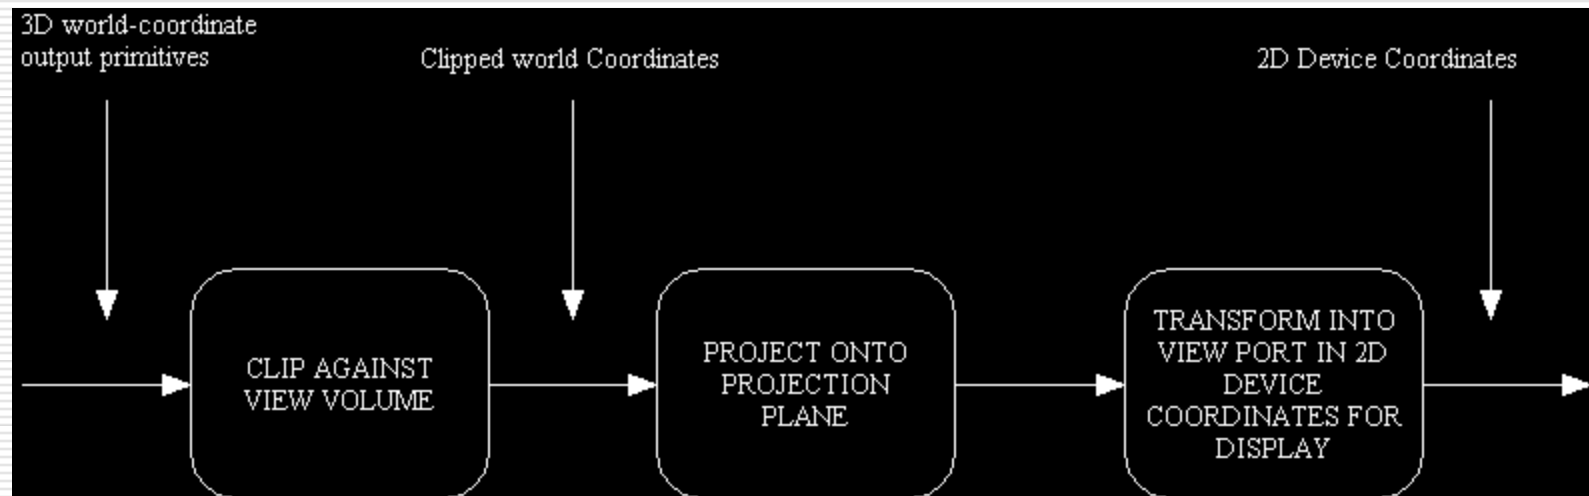 3D world-coordinate
output primitives
Clipped world Coordinates
2D Device Coordinates
CLIP AGAINST
VIEW VOLUME
PROJECT ONTO
PROJECTION
PLANE
TRANSFORM INTO
VIEW PORT IN 2D
DEVICE
COORDINATES FOR
DISPLAY